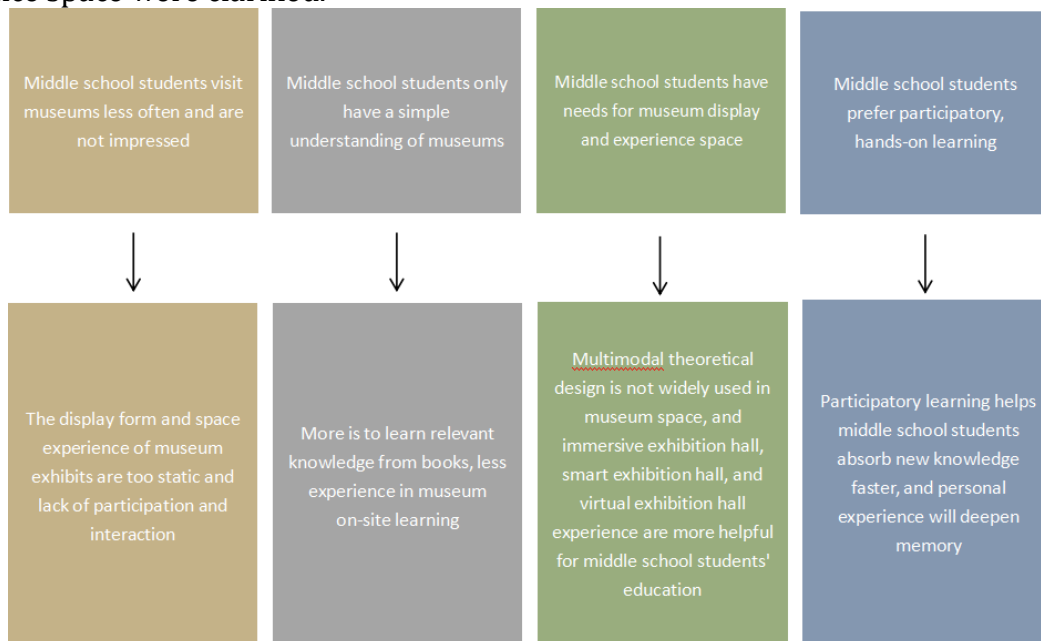 space were clarified.
Middle school students visit
museums less often and are
not impressed
Middle school students only
have a simple
understanding of museums
Middle school students have
needs for museum display
and experience space
Middle school students
prefer participatory,
hands-on learning
The display form and space
experience of museum
exhibits are too static and
lack of participation and
interaction
More is to learn relevant
knowledge from books, less
experience in museum
on-site learning
Multimodal theoretical
design is not widely used in
museum space, and
immersive exhibition hall,
smart exhibition hall, and
virtual exhibition hall
experience are more helpful
for middle school students'
education
Participatory learning helps
middle school students
absorb new knowledge
faster, and personal
experience will deepen
memory